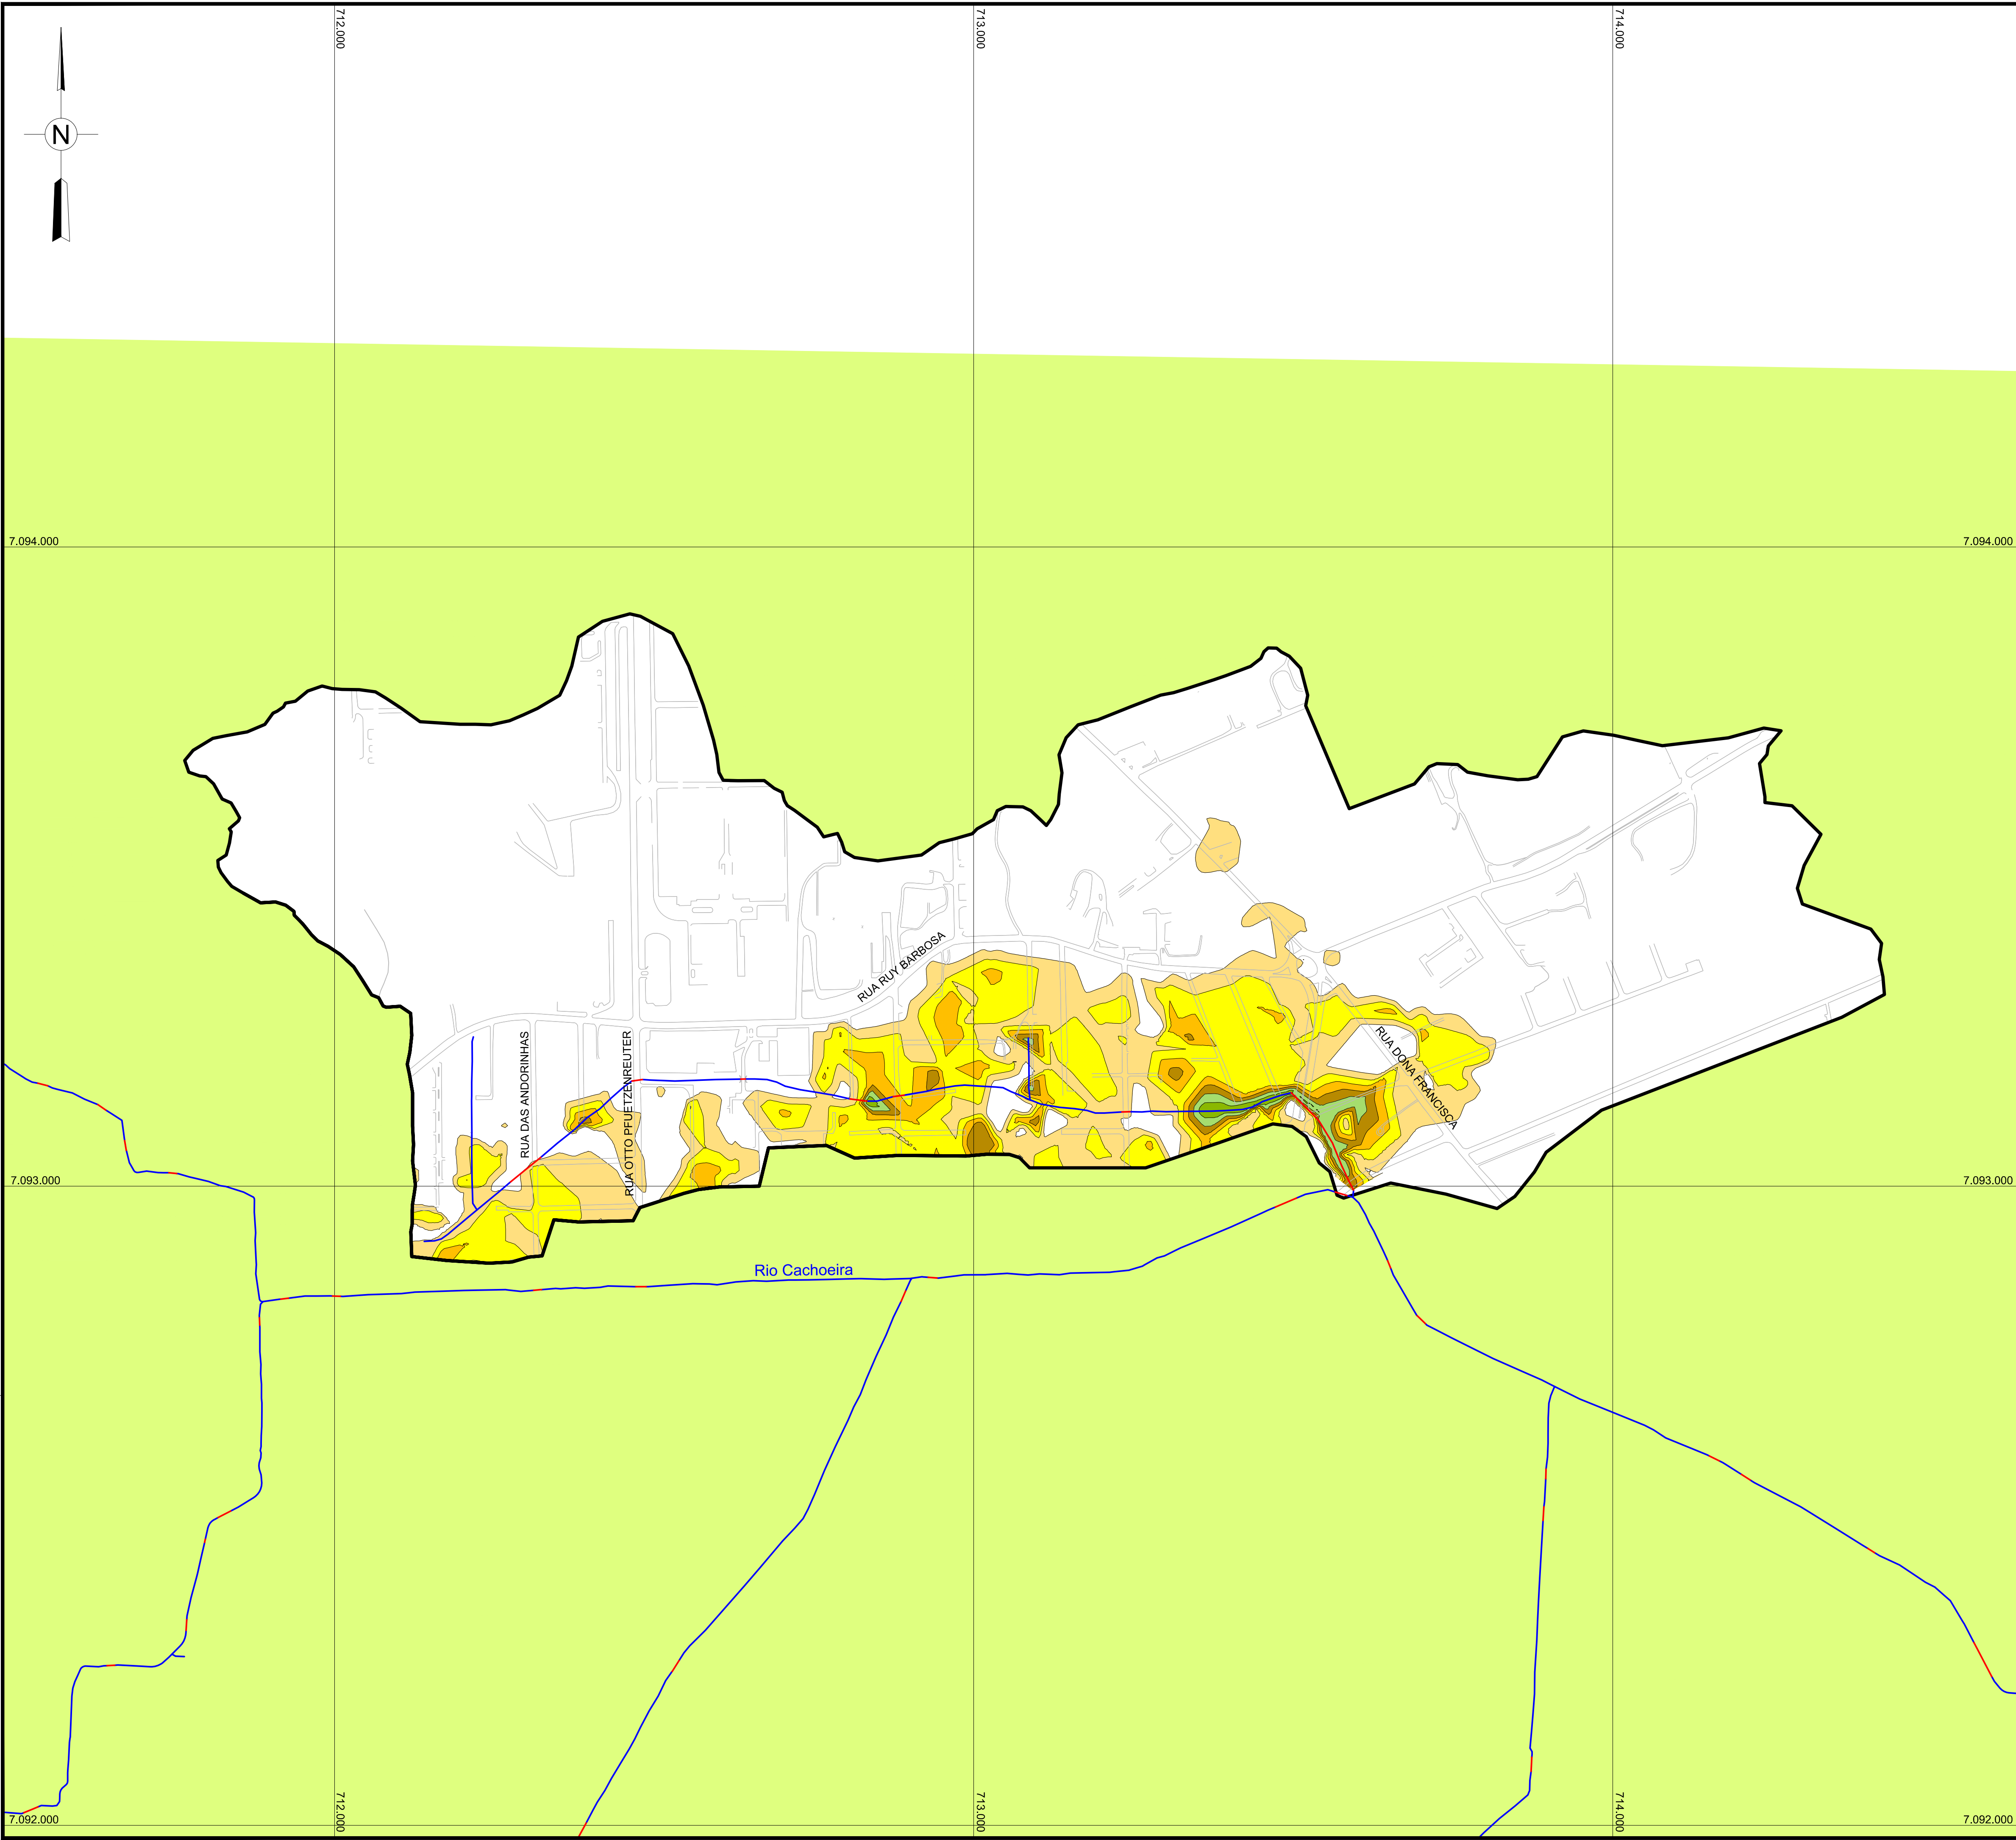 712.000
713.000
714.000
N
7.094.000
7.094.000
RUA RUY BARBOSA
RUA DAS ANDORINHAS
RUA OTTO PFUETZENREUTER
RUA DONA FRANCISCA
7.093.000
7.093.000
Rio Cachoeira
712.000
713.000
714.000
7.092.000
7.092.000